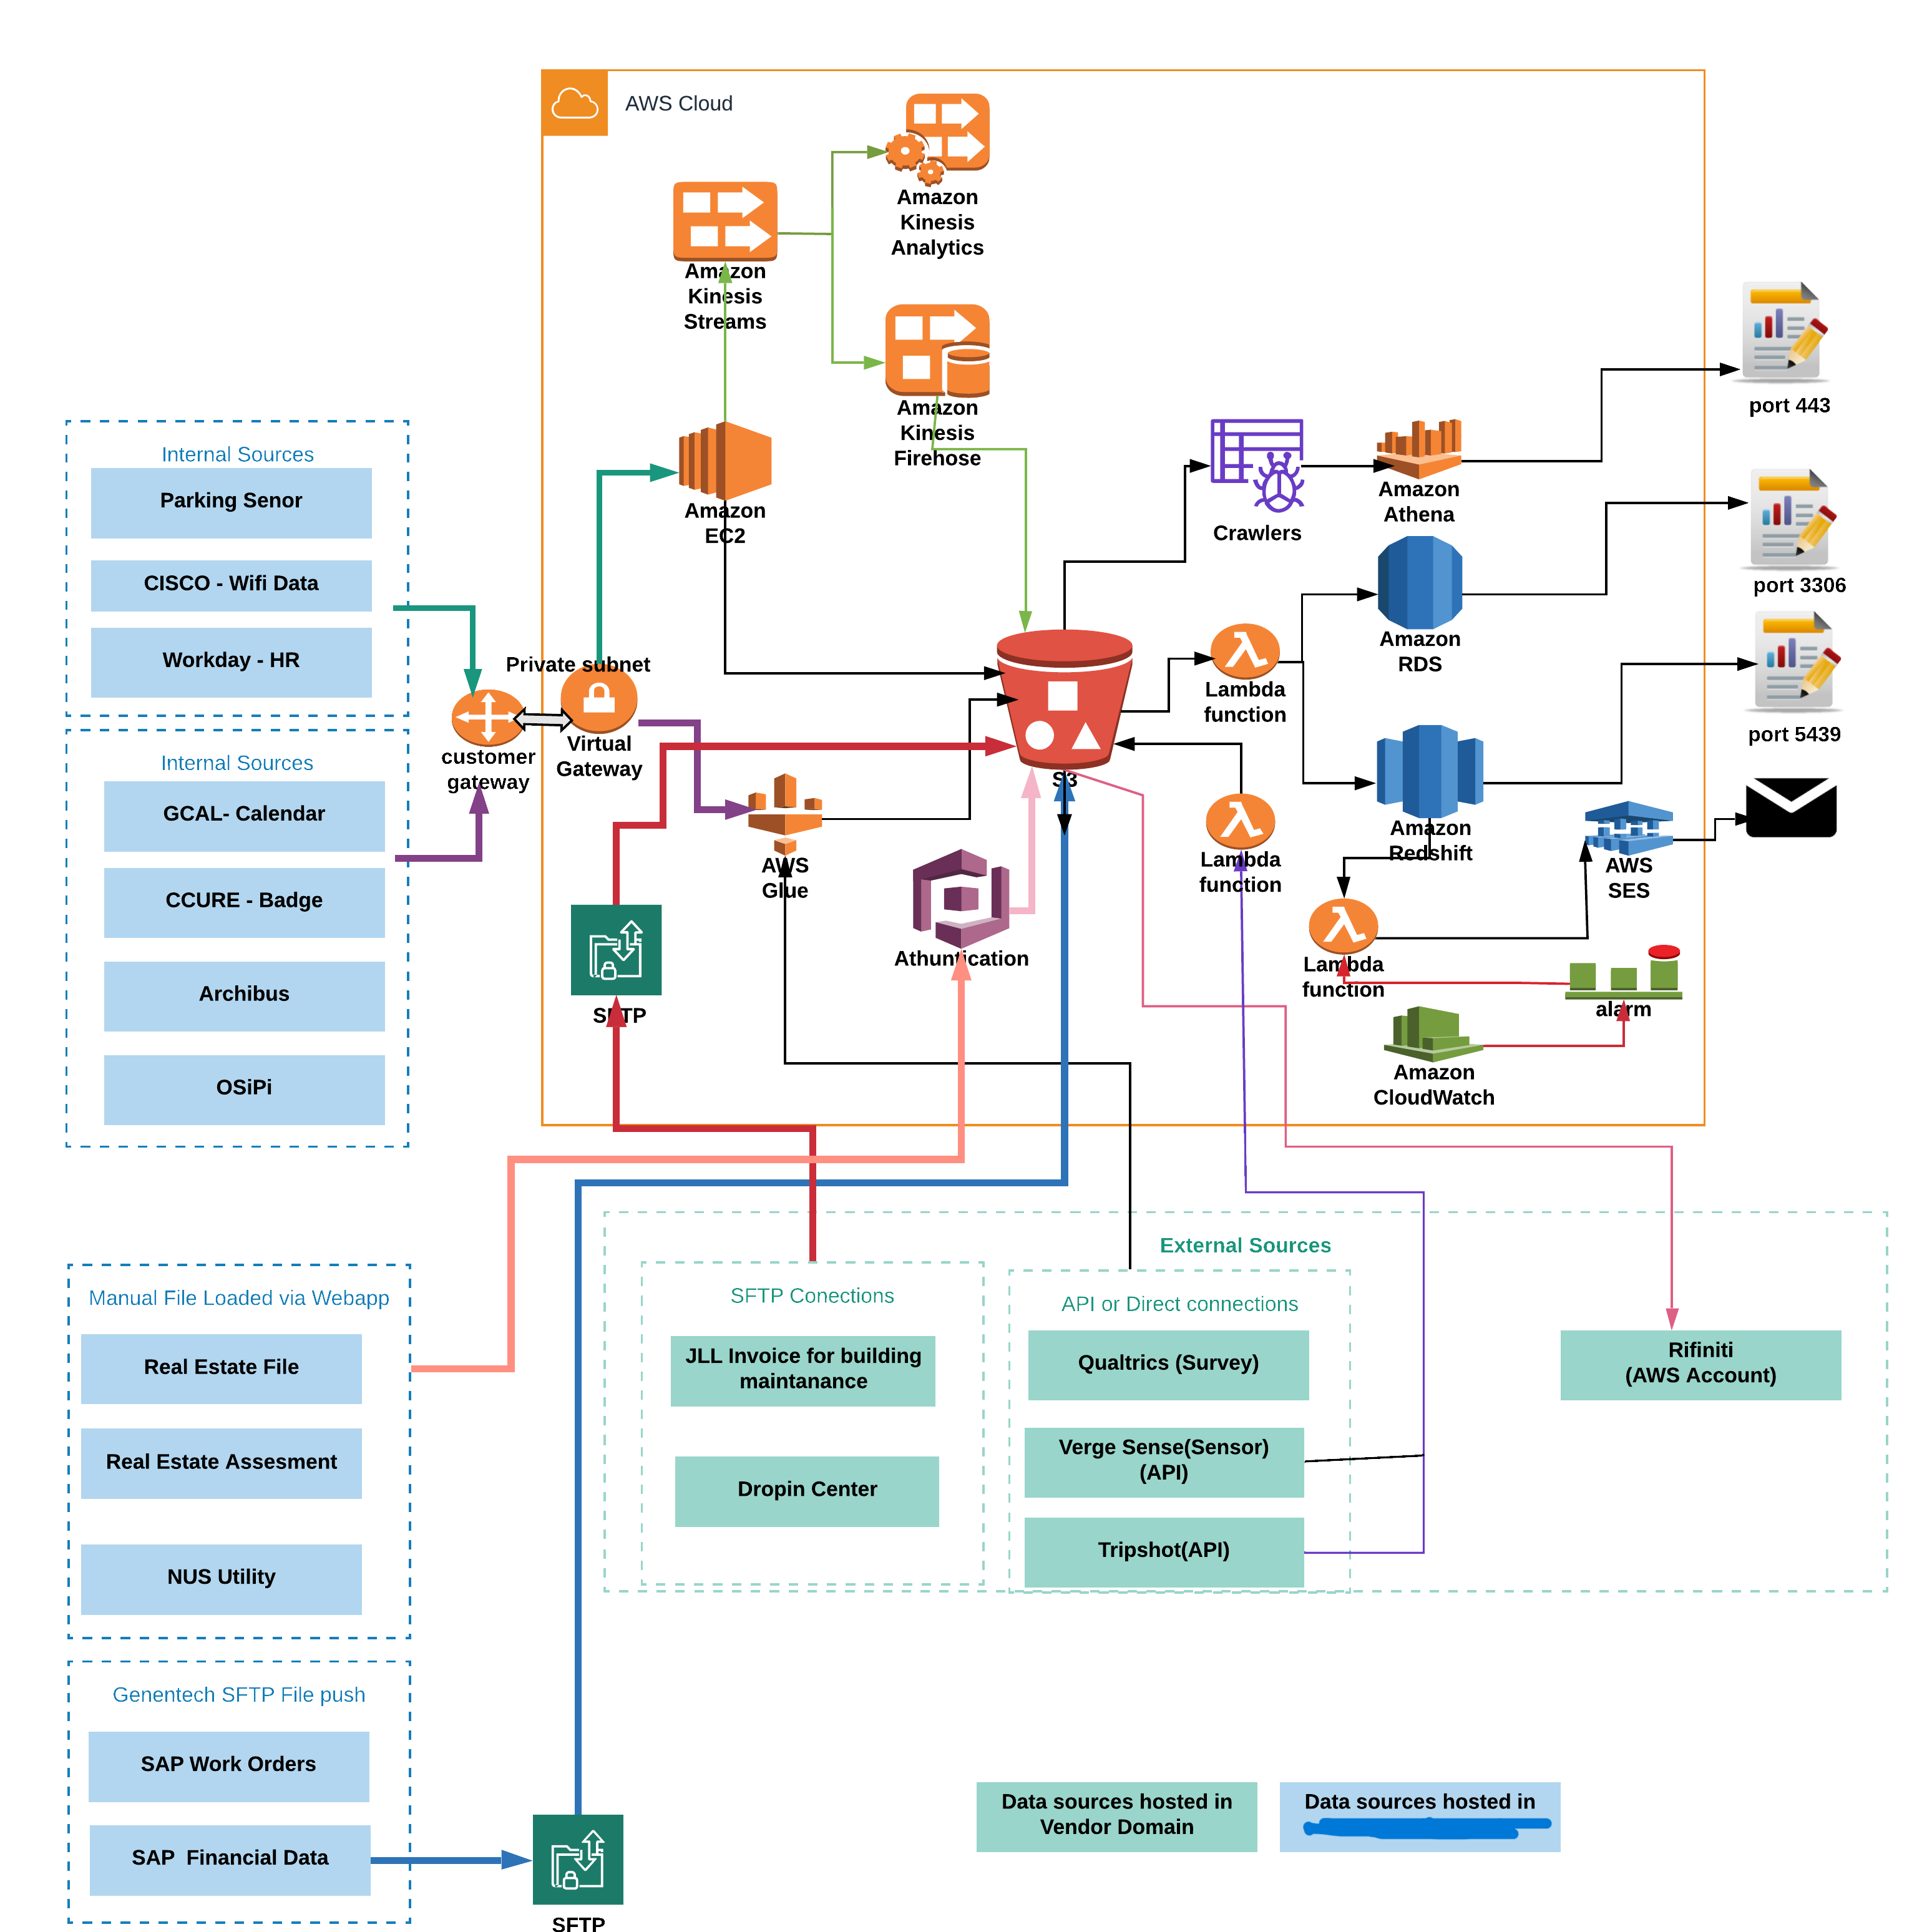 AWS Cloud
Amazon
Kinesis
Analytics
Amazon
Kinesis
Streams
Amazon
Kinesis
Firehose
port 443
Internal Sources
Parking Senor
CISCO - Wifi Data
Workday - HR
Amazon
EC2
Crawlers
Amazon
Athena
port 3306
Amazon
RDS
Private subnet
Lambda
function
port 5439
customer
gateway
Virtual
Gateway
S3
Internal Sources
GCAL- Calendar
CCURE - Badge
Archibus
OSiPi
AWS
Glue
Lambda
function
Amazon
Redshift
AWS
SES
Athuntication
Lambda
function
alarm
SFTP
Amazon
CloudWatch
External Sources
Manual File Loaded via Webapp
Real Estate File
Real Estate Assesment
NUS Utility
SFTP Conections
JLL Invoice for building
maintanance
Dropin Center
API or Direct connections
Qualtrics (Survey)
Verge Sense(Sensor)
(API)
Tripshot(API)
Rifiniti
(AWS Account)
Genentech SFTP File push
SAP Work Orders
SAP  Financial Data
SFTP
Data sources hosted in
Vendor Domain
Data sources hosted in